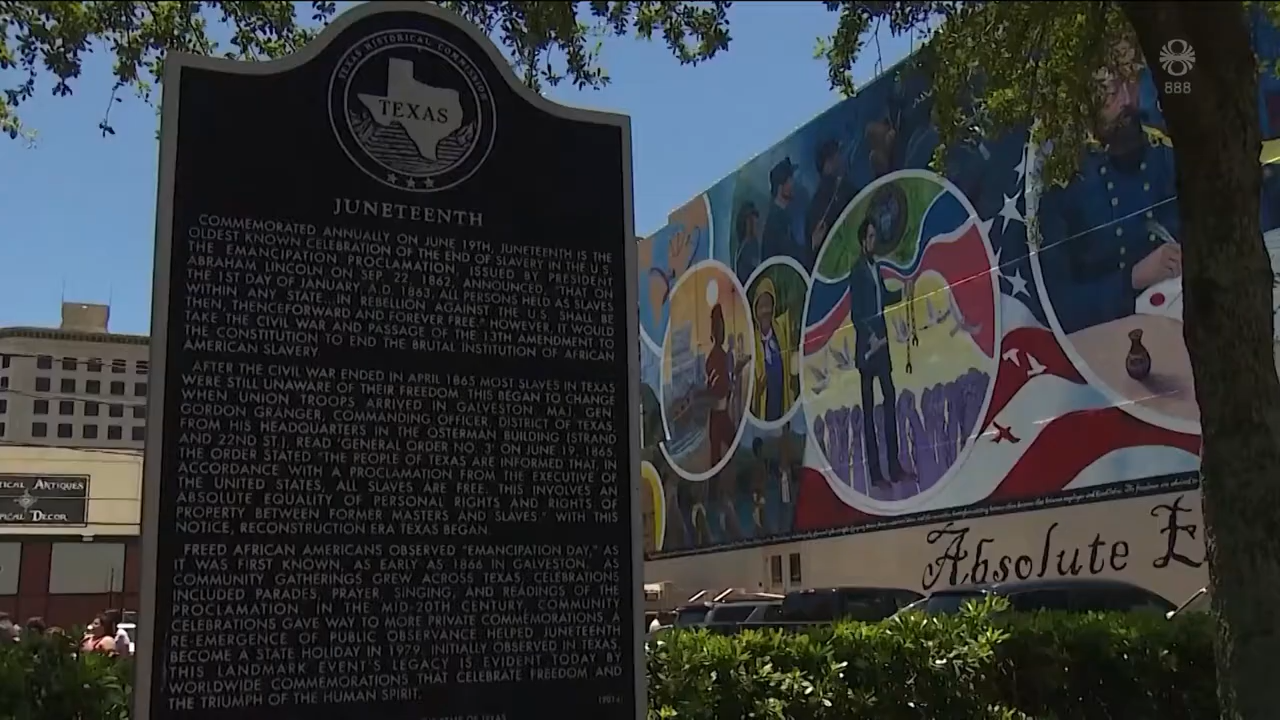 TEXAS HISTORICAL COMMISSION
TEXAS
JUNETEENTH
COMMEMORATED ANNUALLY ON JUNE 19TH, JUNETEENTH IS THE
OLDEST KNOWN CELEBRATION OF THE END OF SLAVERY IN THE U.S.
THE EMANCIPATION PROCLAMATION, ISSUED BY PRESIDENT
ABRAHAM LINCOLN ON SEP. 22, 1862, ANNOUNCED, "THAT ON
THE 1ST DAY OF JANUARY, A.D. 1863, ALL PERSONS HELD AS SLAVES
WITHIN ANY STATE...IN REBELLION AGAINST THE U.S. SHALL BE
THEN, THENCEFORWARD AND FOREVER FREE." HOWEVER, IT WOULD
TAKE THE CIVIL WAR AND PASSAGE OF THE 13TH AMENDMENT TO
THE CONSTITUTION TO END THE BRUTAL INSTITUTION OF AFRICAN
AMERICAN SLAVERY.
AFTER THE CIVIL WAR ENDED IN APRIL 1865 MOST SLAVES IN TEXAS
WERE STILL UNAWARE OF THEIR FREEDOM. THIS BEGAN TO CHANGE
WHEN UNION TROOPS ARRIVED IN GALVESTON. MAJ. GEN.
GORDON GRANGER, COMMANDING OFFICER, DISTRICT OF TEXAS,
FROM HIS HEADQUARTERS IN THE OSTERMAN BUILDING (STRAND
AND 22ND ST.), READ 'GENERAL ORDER NO. 3' ON JUNE 19, 1865.
THE ORDER STATED "THE PEOPLE OF TEXAS ARE INFORMED THAT, IN
ACCORDANCE WITH A PROCLAMATION FROM THE EXECUTIVE OF
THE UNITED STATES, ALL SLAVES ARE FREE. THIS INVOLVES AN
ABSOLUTE EQUALITY OF PERSONAL RIGHTS AND RIGHTS OF
PROPERTY BETWEEN FORMER MASTERS AND SLAVES." WITH THIS
NOTICE, RECONSTRUCTION ERA TEXAS BEGAN.
FREED AFRICAN AMERICANS OBSERVED "EMANCIPATION DAY," AS
IT WAS FIRST KNOWN, AS EARLY AS 1866 IN GALVESTON. AS
COMMUNITY GATHERINGS GREW ACROSS TEXAS, CELEBRATIONS
INCLUDED PARADES, PRAYER, SINGING, AND READINGS OF THE
PROCLAMATION. IN THE MID-20TH CENTURY, COMMUNITY
CELEBRATIONS GAVE WAY TO MORE PRIVATE COMMEMORATIONS. A
RE-EMERGENCE OF PUBLIC OBSERVANCE HELPED JUNETEENTH
BECOME A STATE HOLIDAY IN 1979. INITIALLY OBSERVED IN TEXAS,
THIS LANDMARK EVENT'S LEGACY IS EVIDENT TODAY BY
WORLDWIDE COMMEMORATIONS THAT CELEBRATE FREEDOM AND
THE TRIUMPH OF THE HUMAN SPIRIT.
(2014)
ANTIQUES
DECOR
Absolute E
888